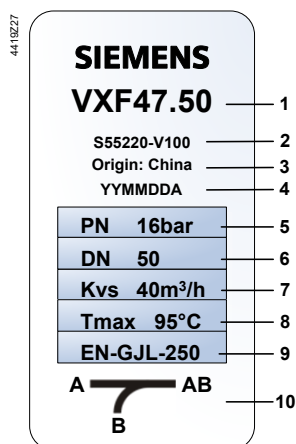 4419Z27
SIEMENS
VXF47.50 1
S55220-V100 2
Origin: China 3
YYMMDDA 4
PN 16bar 5
DN 50 6
Kvs 40m³/h 7
Tmax 95°C 8
EN-GJL-250 9
A AB
10
B